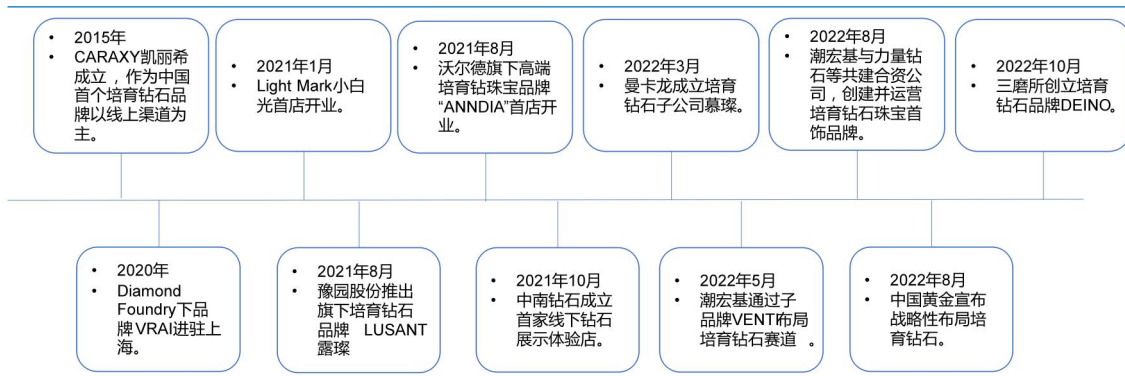 2015年
CARAXY凯丽希
成立，作为中国
首个培育钻石品
牌以线上渠道为
主。
2021年1月
Light Mark小白
光首店开业。
2021年8月
沃尔德旗下高端
培育钻珠宝品牌
“ANNDIA”首店开
业。
2022年3月
曼卡龙成立培育
钻石子公司慕璨。
2022年8月
潮宏基与力量钻
石等共建合资公
司，创建并运营
培育钻石珠宝首
饰品牌。
2022年10月
三磨所创立培育
钻石品牌DEINO。
2020年
Diamond
Foundry下品
牌VRAI进驻上
海。
2021年8月
豫园股份推出
旗下培育钻石
品牌 LUSANT
露璨
2021年10月
中南钻石成立
首家线下钻石
展示体验店。
2022年5月
潮宏基通过子
品牌VENTI布局
培育钻石赛道 。
2022年8月
中国黄金宣布
战略性布局培
育钻石。